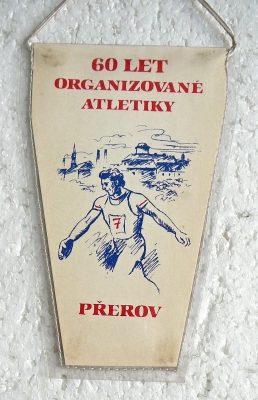 60 LET
ORGANIZOVANÉ
ATLETIKY
7
PŘEROV